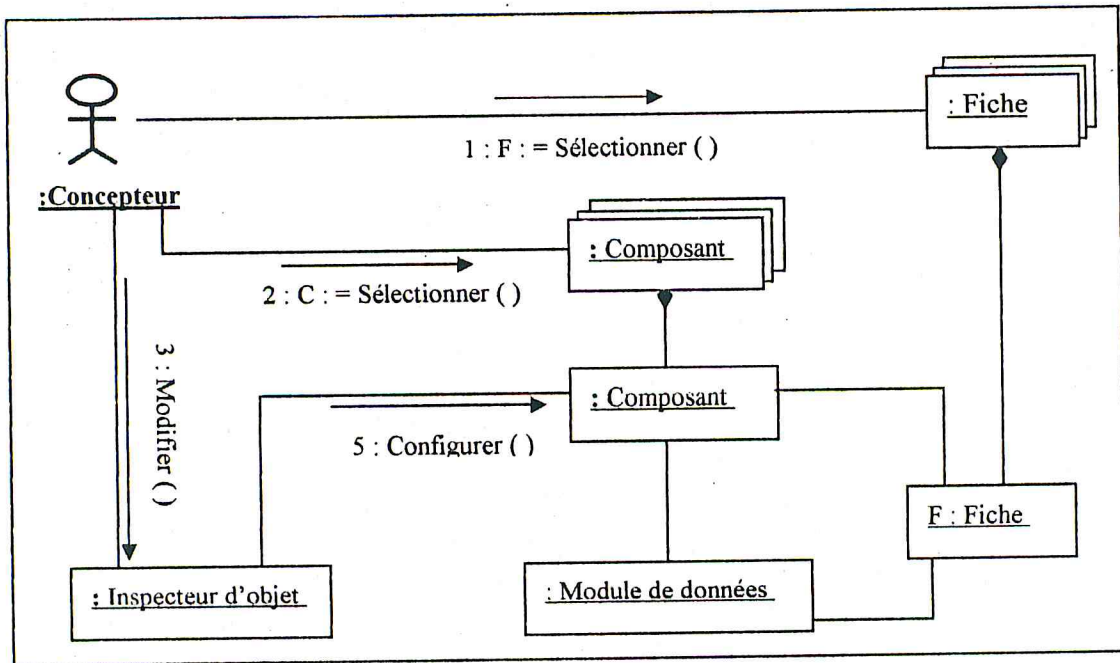 : Fiche
1 : F : = Sélectionner ( )
:Concepteur
: Composant
2 : C : = Sélectionner ( )
3 : Modifier ( )
: Composant
5 : Configurer ( )
F : Fiche
: Inspecteur d'objet
: Module de données